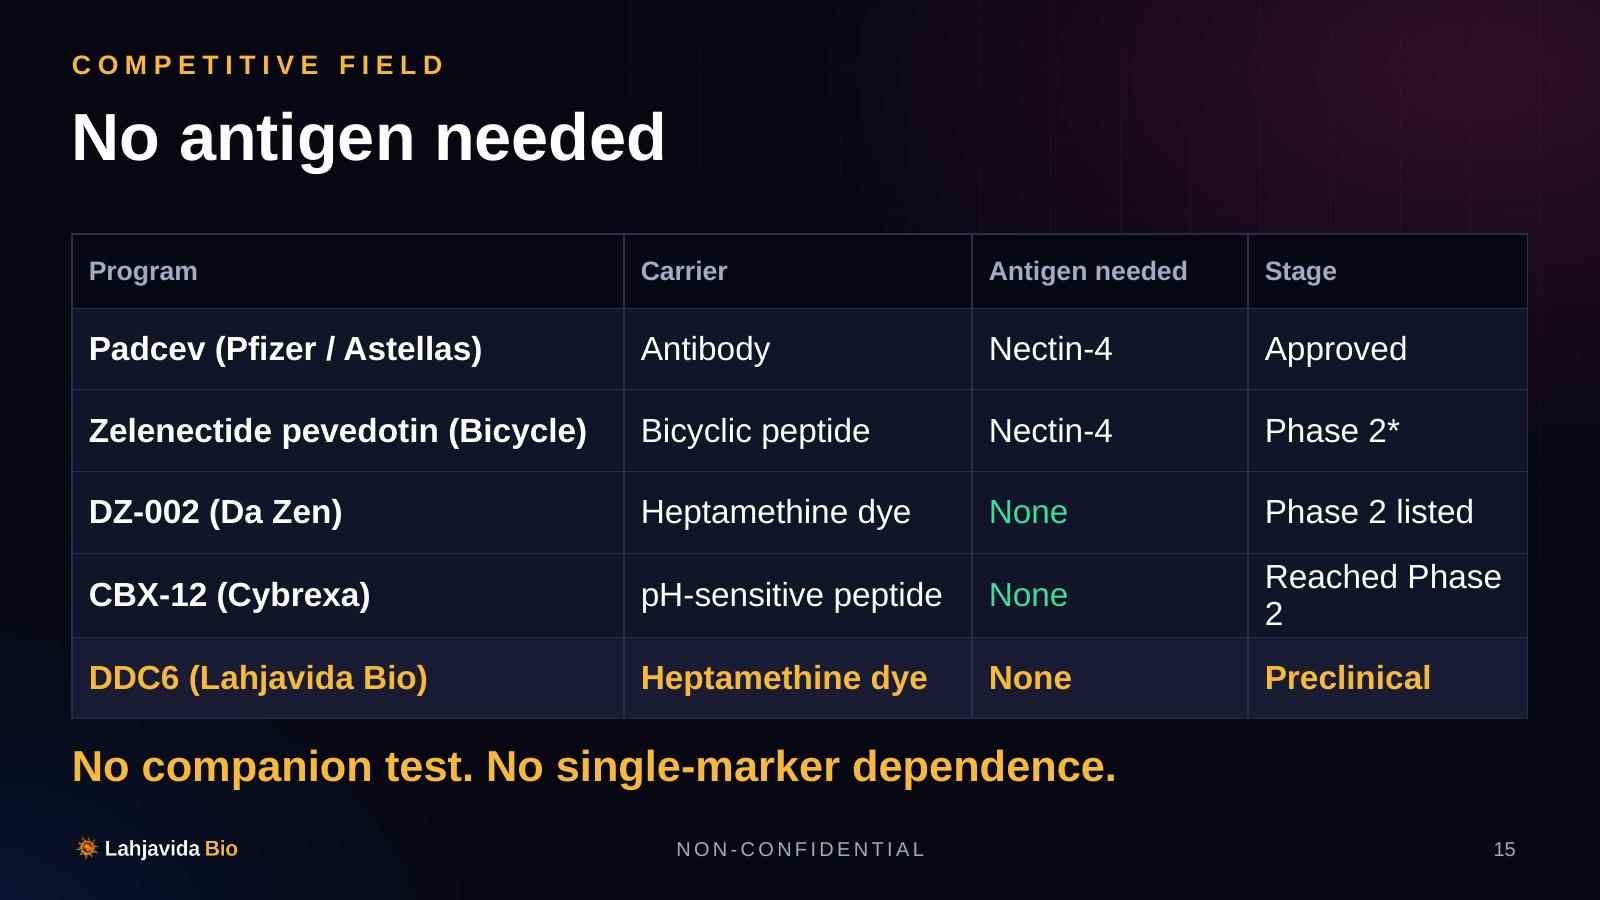 COMPETITIVE FIELD
No antigen needed
Program Carrier Antigen needed Stage
Padcev (Pfizer / Astellas) Antibody Nectin-4 Approved
Zelenectide pevedotin (Bicycle) Bicyclic peptide Nectin-4 Phase 2*
DZ-002 (Da Zen) Heptamethine dye None Phase 2 listed
CBX-12 (Cybrexa) pH-sensitive peptide None Reached Phase
2
DDC6 (Lahjavida Bio) Heptamethine dye None Preclinical
No companion test. No single-marker dependence.
Lahjavida Bio NON-CONFIDENTIAL 15